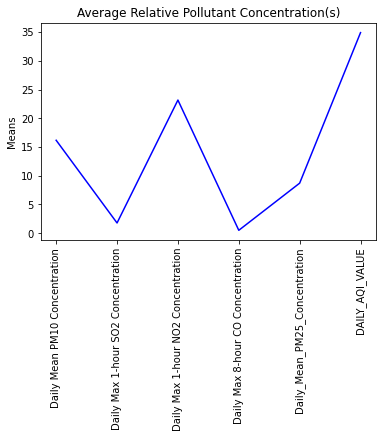 Average Relative Pollutant Concentration(s)
35
30
25
20
15
10
5
0
Means
Daily Mean PM10 Concentration
Daily Max 1-hour SO2 Concentration
Daily Max 1-hour NO2 Concentration
Daily Max 8-hour CO Concentration
Daily_Mean_PM25_Concentration
DAILY_AQI_VALUE